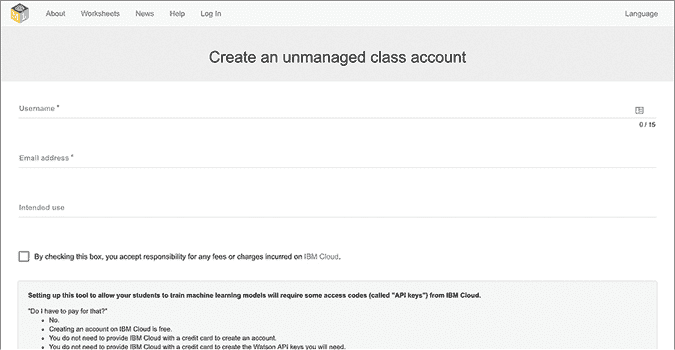 About Worksheets News Help Log In Language
Create an unmanaged class account
Username *
0 / 15
Email address *
Intended use
By checking this box, you accept responsibility for any fees or charges incurred on IBM Cloud.
Setting up this tool to allow your students to train machine learning models will require some access codes (called "API keys") from IBM Cloud.
"Do I have to pay for that?"
• No.
• Creating an account on IBM Cloud is free.
• You do not need to provide IBM Cloud with a credit card to create an account.
• You do not need to provide IBM Cloud with a credit card to create the Watson API keys you will need.